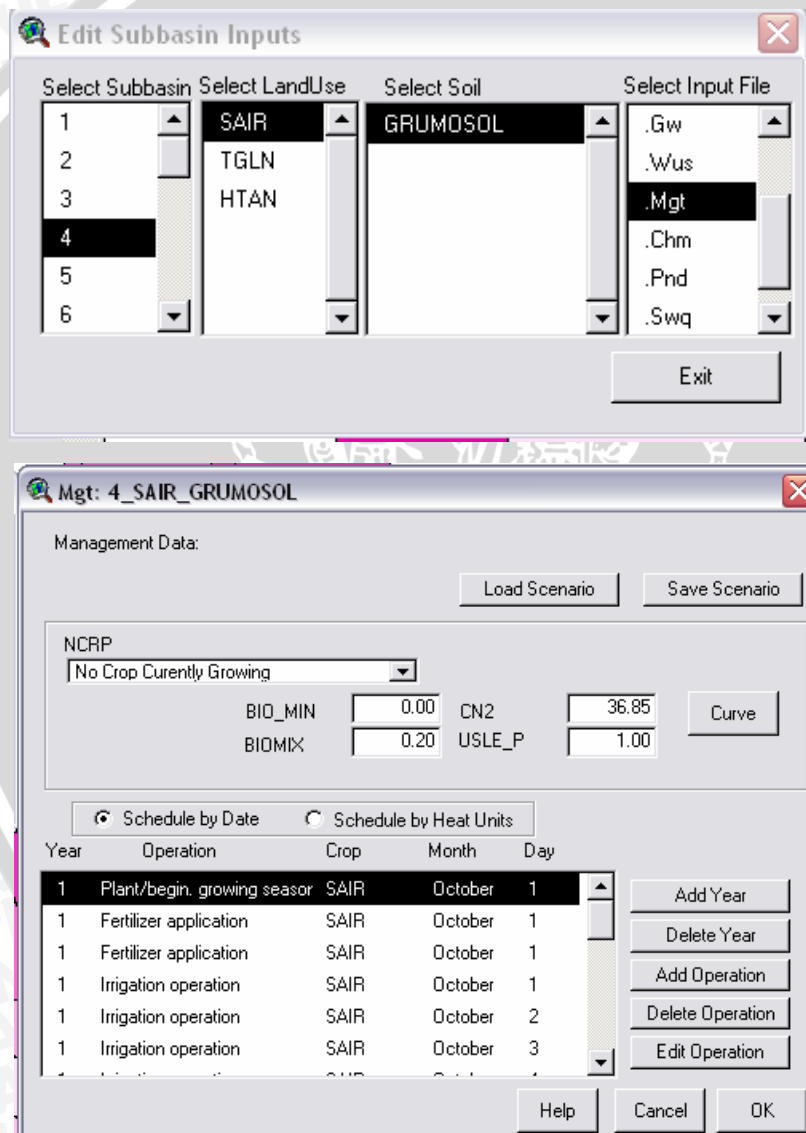 Edit Subbasin Inputs
Select Subbasin Select LandUse Select Soil Select Input File
1 SAIR GRUMOSOL .Gw
2 TGLN .Wus
3 HTAN .Mgt
4 .Chm
5 .Pnd
6 .Swq
Exit
Mgt: 4_SAIR_GRUMOSOL
Management Data:
Load Scenario Save Scenario
NCRP
No Crop Curently Growing
BIO_MIN 0.00 CN2 36.85 Curve
BIOMIX 0.20 USLE_P 1.00
Schedule by Date Schedule by Heat Units
Year Operation Crop Month Day
1 Plant/begin. growing seasor SAIR October 1 Add Year
1 Fertilizer application SAIR October 1 Delete Year
1 Fertilizer application SAIR October 1 Add Operation
1 Irrigation operation SAIR October 1 Delete Operation
1 Irrigation operation SAIR October 2 Edit Operation
1 Irrigation operation SAIR October 3
Help Cancel OK